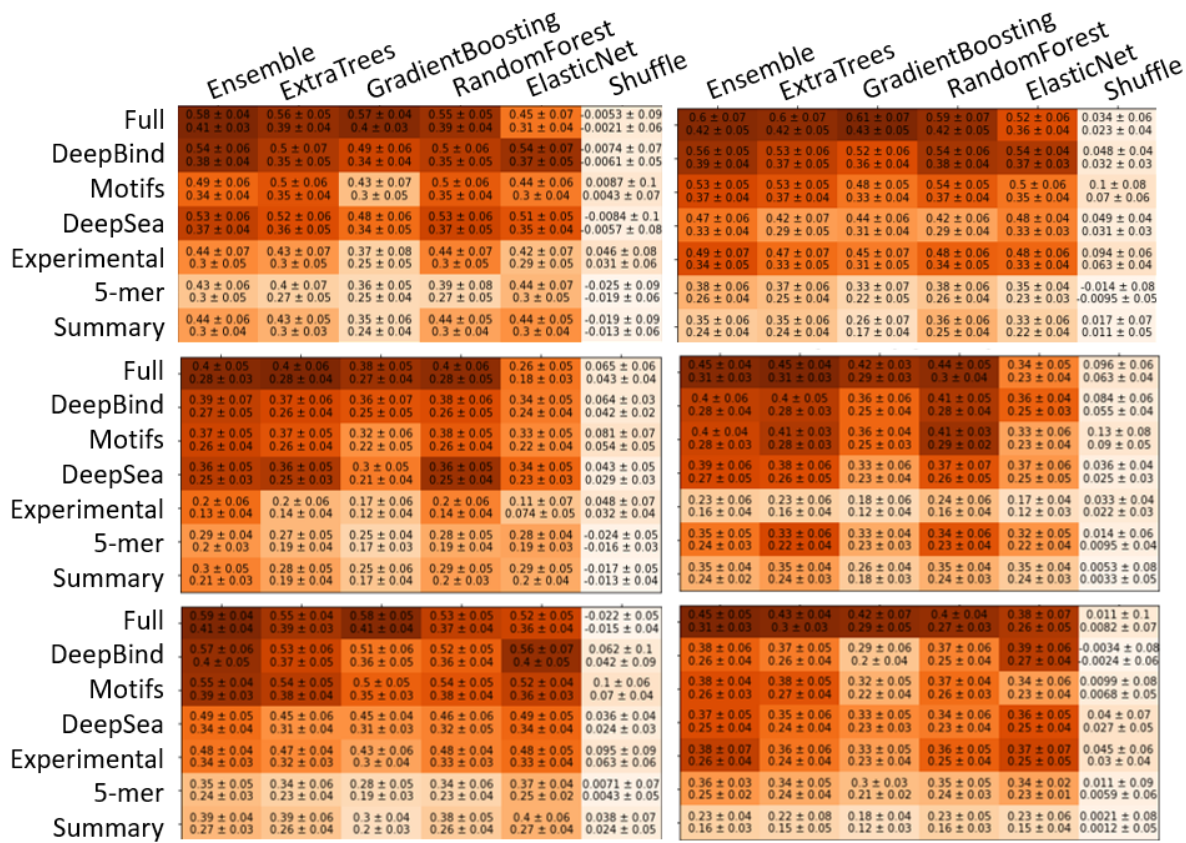 Ensemble ExtraTrees GradientBoosting RandomForest ElasticNet Shuffle Ensemble ExtraTrees GradientBoosting RandomForest ElasticNet Shuffle
Full 0.58 ± 0.04 0.56 ± 0.05 0.57 ± 0.04 0.55 ± 0.05 0.45 ± 0.07 -0.0053 ± 0.09 0.6 ± 0.07 0.6 ± 0.07 0.61 ± 0.07 0.59 ± 0.07 0.52 ± 0.06 0.034 ± 0.06
0.41 ± 0.03 0.39 ± 0.04 0.4 ± 0.03 0.39 ± 0.04 0.31 ± 0.04 -0.0021 ± 0.06 0.42 ± 0.05 0.42 ± 0.05 0.43 ± 0.05 0.42 ± 0.05 0.36 ± 0.04 0.023 ± 0.04
DeepBind 0.54 ± 0.06 0.5 ± 0.07 0.49 ± 0.06 0.5 ± 0.06 0.54 ± 0.07 0.0074 ± 0.07 0.56 ± 0.05 0.53 ± 0.06 0.52 ± 0.06 0.54 ± 0.06 0.54 ± 0.04 0.048 ± 0.04
0.38 ± 0.04 0.35 ± 0.05 0.34 ± 0.04 0.35 ± 0.04 0.37 ± 0.05 0.0061 ± 0.05 0.39 ± 0.04 0.37 ± 0.04 0.36 ± 0.04 0.38 ± 0.04 0.37 ± 0.03 0.032 ± 0.03
Motifs 0.49 ± 0.06 0.5 ± 0.06 0.43 ± 0.07 0.5 ± 0.06 0.44 ± 0.06 0.0087 ± 0.1 0.53 ± 0.05 0.53 ± 0.05 0.48 ± 0.05 0.54 ± 0.05 0.5 ± 0.06 0.1 ± 0.08
0.34 ± 0.04 0.35 ± 0.04 0.3 ± 0.05 0.35 ± 0.04 0.3 ± 0.04 0.0043 ± 0.07 0.37 ± 0.04 0.37 ± 0.04 0.33 ± 0.04 0.37 ± 0.04 0.35 ± 0.04 0.07 ± 0.06
DeepSea 0.53 ± 0.06 0.52 ± 0.06 0.48 ± 0.06 0.53 ± 0.06 0.51 ± 0.05 -0.0084 ± 0.1 0.47 ± 0.06 0.42 ± 0.07 0.44 ± 0.06 0.42 ± 0.06 0.48 ± 0.04 0.049 ± 0.04
0.37 ± 0.04 0.36 ± 0.05 0.34 ± 0.05 0.37 ± 0.05 0.35 ± 0.04 -0.0057 ± 0.08 0.33 ± 0.04 0.29 ± 0.05 0.31 ± 0.04 0.29 ± 0.04 0.33 ± 0.03 0.031 ± 0.03
Experimental 0.44 ± 0.07 0.43 ± 0.07 0.37 ± 0.08 0.44 ± 0.07 0.42 ± 0.07 0.046 ± 0.08 0.49 ± 0.07 0.47 ± 0.07 0.45 ± 0.07 0.48 ± 0.06 0.48 ± 0.06 0.094 ± 0.06
0.3 ± 0.05 0.3 ± 0.05 0.25 ± 0.05 0.3 ± 0.05 0.29 ± 0.05 0.031 ± 0.06 0.34 ± 0.05 0.33 ± 0.05 0.31 ± 0.05 0.34 ± 0.05 0.33 ± 0.04 0.063 ± 0.04
5-mer 0.43 ± 0.06 0.4 ± 0.07 0.36 ± 0.05 0.39 ± 0.08 0.44 ± 0.07 -0.025 ± 0.09 0.38 ± 0.06 0.37 ± 0.06 0.33 ± 0.07 0.38 ± 0.06 0.35 ± 0.05 -0.014 ± 0.08
0.3 ± 0.05 0.27 ± 0.05 0.25 ± 0.04 0.27 ± 0.05 0.3 ± 0.05 -0.019 ± 0.06 0.26 ± 0.04 0.25 ± 0.04 0.22 ± 0.05 0.26 ± 0.04 0.23 ± 0.03 -0.0095 ± 0.05
Summary 0.44 ± 0.06 0.43 ± 0.05 0.35 ± 0.06 0.44 ± 0.05 0.44 ± 0.05 -0.019 ± 0.09 0.35 ± 0.06 0.35 ± 0.06 0.26 ± 0.07 0.36 ± 0.06 0.33 ± 0.06 0.017 ± 0.07
0.3 ± 0.04 0.3 ± 0.03 0.24 ± 0.04 0.3 ± 0.04 0.3 ± 0.04 -0.013 ± 0.06 0.24 ± 0.04 0.24 ± 0.04 0.17 ± 0.04 0.25 ± 0.04 0.22 ± 0.04 0.011 ± 0.05
Full 0.4 ± 0.05 0.4 ± 0.06 0.38 ± 0.05 0.4 ± 0.06 0.26 ± 0.05 0.065 ± 0.06 0.45 ± 0.04 0.45 ± 0.04 0.42 ± 0.03 0.44 ± 0.05 0.34 ± 0.05 0.096 ± 0.06
0.28 ± 0.03 0.28 ± 0.04 0.27 ± 0.04 0.28 ± 0.05 0.18 ± 0.03 0.043 ± 0.04 0.31 ± 0.03 0.31 ± 0.03 0.29 ± 0.03 0.3 ± 0.04 0.23 ± 0.04 0.063 ± 0.04
DeepBind 0.39 ± 0.07 0.37 ± 0.06 0.36 ± 0.07 0.38 ± 0.06 0.34 ± 0.05 0.064 ± 0.03 0.4 ± 0.06 0.4 ± 0.05 0.36 ± 0.06 0.41 ± 0.05 0.36 ± 0.05 0.084 ± 0.06
0.27 ± 0.05 0.26 ± 0.04 0.25 ± 0.05 0.26 ± 0.05 0.24 ± 0.04 0.042 ± 0.02 0.28 ± 0.04 0.28 ± 0.03 0.25 ± 0.04 0.28 ± 0.04 0.25 ± 0.03 0.055 ± 0.04
Motifs 0.37 ± 0.05 0.37 ± 0.05 0.32 ± 0.06 0.38 ± 0.05 0.33 ± 0.05 0.081 ± 0.07 0.4 ± 0.04 0.41 ± 0.03 0.36 ± 0.04 0.41 ± 0.03 0.33 ± 0.06 0.13 ± 0.08
0.26 ± 0.04 0.26 ± 0.04 0.22 ± 0.05 0.26 ± 0.04 0.22 ± 0.04 0.054 ± 0.05 0.28 ± 0.03 0.28 ± 0.03 0.25 ± 0.03 0.29 ± 0.02 0.23 ± 0.04 0.09 ± 0.05
DeepSea 0.36 ± 0.05 0.36 ± 0.05 0.3 ± 0.05 0.36 ± 0.05 0.34 ± 0.05 0.043 ± 0.05 0.39 ± 0.06 0.38 ± 0.06 0.33 ± 0.06 0.37 ± 0.07 0.37 ± 0.06 0.036 ± 0.04
0.25 ± 0.03 0.25 ± 0.03 0.21 ± 0.04 0.25 ± 0.04 0.23 ± 0.03 0.029 ± 0.03 0.27 ± 0.05 0.26 ± 0.05 0.23 ± 0.04 0.26 ± 0.05 0.25 ± 0.05 0.025 ± 0.03
Experimental 0.2 ± 0.06 0.2 ± 0.06 0.17 ± 0.06 0.2 ± 0.06 0.11 ± 0.07 0.048 ± 0.07 0.23 ± 0.06 0.23 ± 0.06 0.18 ± 0.06 0.24 ± 0.06 0.17 ± 0.04 0.033 ± 0.04
0.13 ± 0.04 0.14 ± 0.04 0.12 ± 0.04 0.14 ± 0.04 0.074 ± 0.05 0.032 ± 0.04 0.16 ± 0.04 0.16 ± 0.04 0.12 ± 0.04 0.16 ± 0.04 0.12 ± 0.03 0.022 ± 0.03
5-mer 0.29 ± 0.04 0.27 ± 0.05 0.25 ± 0.04 0.28 ± 0.05 0.28 ± 0.04 -0.024 ± 0.05 0.35 ± 0.05 0.33 ± 0.06 0.33 ± 0.04 0.34 ± 0.06 0.32 ± 0.05 0.014 ± 0.06
0.2 ± 0.03 0.19 ± 0.04 0.17 ± 0.03 0.19 ± 0.04 0.19 ± 0.03 -0.016 ± 0.03 0.24 ± 0.03 0.22 ± 0.04 0.23 ± 0.03 0.23 ± 0.04 0.22 ± 0.04 0.0095 ± 0.04
Summary 0.3 ± 0.05 0.28 ± 0.05 0.25 ± 0.06 0.29 ± 0.05 0.29 ± 0.05 -0.017 ± 0.05 0.35 ± 0.04 0.35 ± 0.04 0.26 ± 0.04 0.35 ± 0.04 0.35 ± 0.04 0.0053 ± 0.08
0.21 ± 0.03 0.19 ± 0.04 0.17 ± 0.04 0.2 ± 0.03 0.2 ± 0.04 -0.013 ± 0.04 0.24 ± 0.02 0.24 ± 0.03 0.18 ± 0.03 0.24 ± 0.03 0.24 ± 0.03 0.0033 ± 0.05
Full 0.59 ± 0.04 0.55 ± 0.04 0.58 ± 0.05 0.53 ± 0.05 0.52 ± 0.05 -0.022 ± 0.05 0.45 ± 0.05 0.43 ± 0.04 0.42 ± 0.07 0.4 ± 0.04 0.38 ± 0.07 0.011 ± 0.1
0.41 ± 0.04 0.39 ± 0.03 0.41 ± 0.04 0.37 ± 0.04 0.36 ± 0.04 -0.015 ± 0.04 0.31 ± 0.03 0.3 ± 0.03 0.29 ± 0.05 0.27 ± 0.03 0.26 ± 0.05 0.0082 ± 0.07
DeepBind 0.57 ± 0.06 0.53 ± 0.06 0.51 ± 0.06 0.52 ± 0.05 0.56 ± 0.07 0.062 ± 0.1 0.38 ± 0.06 0.37 ± 0.05 0.29 ± 0.06 0.37 ± 0.06 0.39 ± 0.06 -0.0034 ± 0.08
0.4 ± 0.05 0.37 ± 0.05 0.36 ± 0.05 0.36 ± 0.04 0.4 ± 0.05 0.042 ± 0.09 0.26 ± 0.04 0.26 ± 0.04 0.2 ± 0.04 0.25 ± 0.04 0.27 ± 0.04 -0.0024 ± 0.06
Motifs 0.55 ± 0.04 0.54 ± 0.05 0.5 ± 0.05 0.54 ± 0.05 0.52 ± 0.04 0.1 ± 0.06 0.38 ± 0.04 0.38 ± 0.05 0.32 ± 0.05 0.37 ± 0.04 0.34 ± 0.06 0.0099 ± 0.08
0.39 ± 0.03 0.38 ± 0.04 0.35 ± 0.03 0.38 ± 0.04 0.36 ± 0.03 0.07 ± 0.04 0.26 ± 0.03 0.27 ± 0.04 0.22 ± 0.04 0.26 ± 0.03 0.23 ± 0.04 0.0068 ± 0.05
DeepSea 0.49 ± 0.05 0.45 ± 0.06 0.45 ± 0.04 0.46 ± 0.06 0.49 ± 0.05 0.036 ± 0.04 0.37 ± 0.05 0.35 ± 0.06 0.33 ± 0.05 0.34 ± 0.06 0.36 ± 0.05 0.04 ± 0.07
0.34 ± 0.04 0.31 ± 0.04 0.31 ± 0.04 0.32 ± 0.05 0.34 ± 0.04 0.024 ± 0.03 0.25 ± 0.04 0.24 ± 0.04 0.23 ± 0.03 0.23 ± 0.04 0.25 ± 0.04 0.027 ± 0.05
Experimental 0.48 ± 0.04 0.47 ± 0.04 0.43 ± 0.06 0.48 ± 0.04 0.48 ± 0.05 0.095 ± 0.09 0.38 ± 0.07 0.36 ± 0.06 0.33 ± 0.05 0.36 ± 0.05 0.37 ± 0.07 0.045 ± 0.06
0.34 ± 0.03 0.32 ± 0.03 0.3 ± 0.04 0.33 ± 0.03 0.33 ± 0.04 0.063 ± 0.06 0.26 ± 0.04 0.24 ± 0.04 0.23 ± 0.04 0.25 ± 0.04 0.25 ± 0.05 0.03 ± 0.04
5-mer 0.35 ± 0.05 0.34 ± 0.06 0.28 ± 0.05 0.34 ± 0.06 0.37 ± 0.04 0.0071 ± 0.07 0.36 ± 0.03 0.34 ± 0.05 0.3 ± 0.03 0.35 ± 0.05 0.34 ± 0.02 0.011 ± 0.09
0.24 ± 0.03 0.23 ± 0.04 0.19 ± 0.03 0.23 ± 0.04 0.25 ± 0.02 0.0043 ± 0.05 0.25 ± 0.02 0.23 ± 0.04 0.21 ± 0.02 0.24 ± 0.04 0.23 ± 0.01 0.0059 ± 0.06
Summary 0.39 ± 0.04 0.39 ± 0.04 0.3 ± 0.04 0.38 ± 0.05 0.4 ± 0.06 0.038 ± 0.07 0.23 ± 0.04 0.22 ± 0.08 0.18 ± 0.04 0.23 ± 0.04 0.23 ± 0.06 0.0021 ± 0.08
0.27 ± 0.03 0.26 ± 0.04 0.2 ± 0.03 0.26 ± 0.04 0.27 ± 0.04 0.024 ± 0.05 0.16 ± 0.03 0.15 ± 0.05 0.12 ± 0.03 0.16 ± 0.03 0.15 ± 0.04 0.0012 ± 0.05